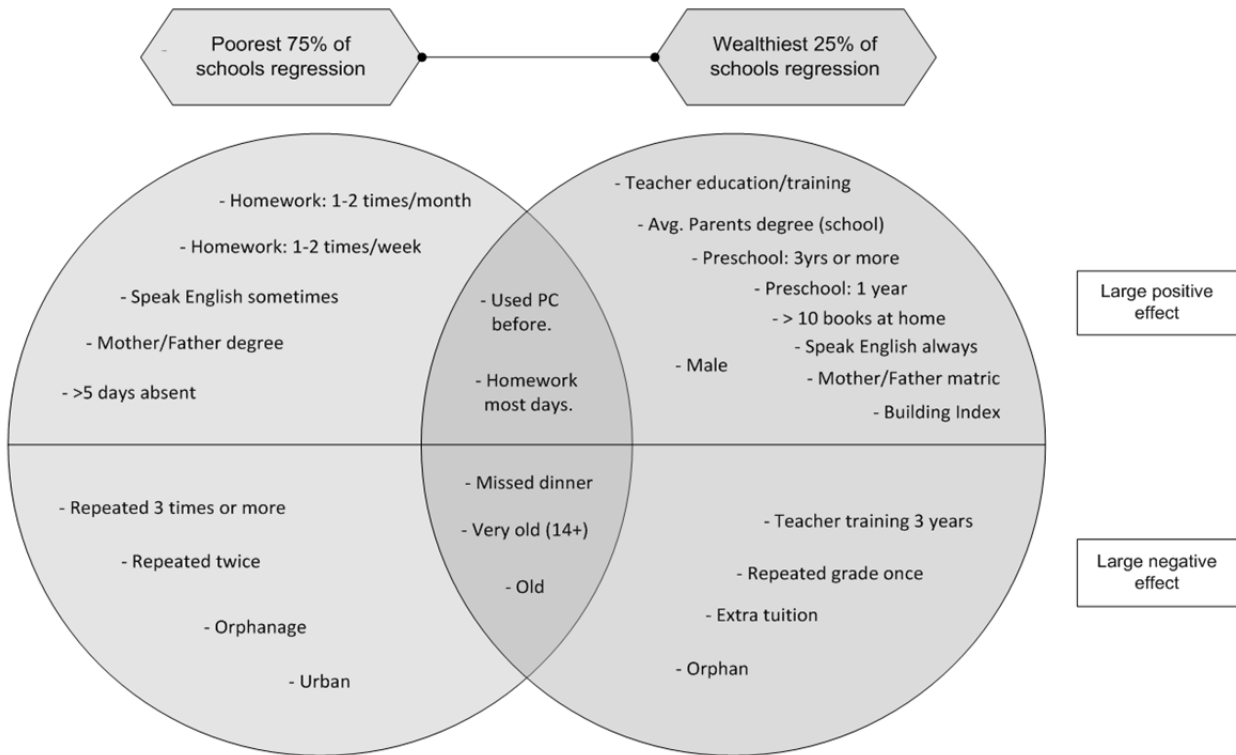 Poorest 75% of
schools regression
Wealthiest 25% of
schools regression
- Homework: 1-2 times/month
- Homework: 1-2 times/week
- Speak English sometimes
- Mother/Father degree
- >5 days absent
- Used PC
before.
- Homework
most days.
- Teacher education/training
- Avg. Parents degree (school)
- Preschool: 3yrs or more
- Preschool: 1 year
- > 10 books at home
- Speak English always
- Male
- Mother/Father matric
- Building Index
Large positive
effect
- Repeated 3 times or more
- Repeated twice
- Orphanage
- Urban
- Missed dinner
- Very old (14+)
- Old
- Teacher training 3 years
- Repeated grade once
- Extra tuition
- Orphan
Large negative
effect